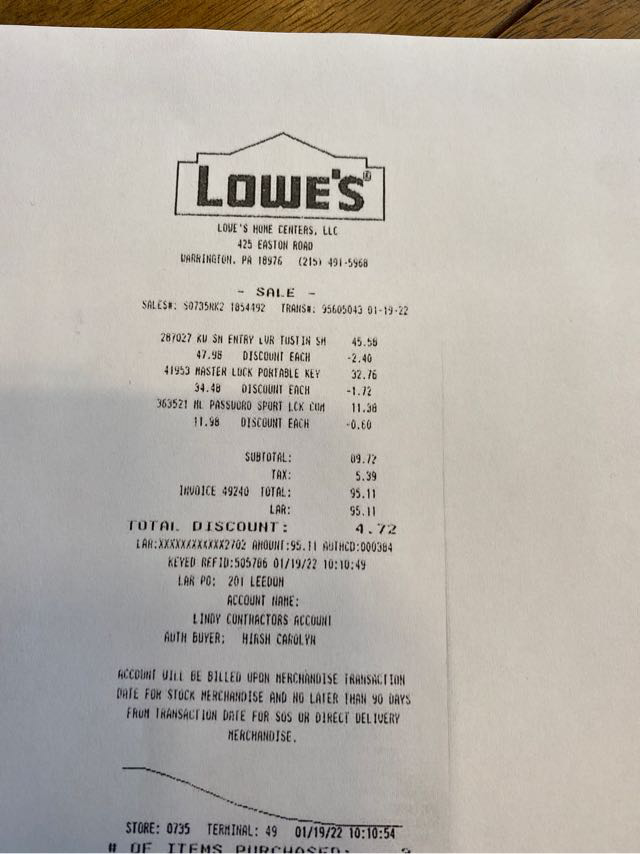 LOWE'S®
LOWE'S HOME CENTERS, LLC
425 EASTON ROAD
WARRINGTON, PA 18976 (215) 491-5968
- SALE -
SALES#: S0735NK2 1854492 TRANS#: 95605043 01-19-22
287027 KW SN ENTRY LVR TUSTIN SM 45.58
47.98 DISCOUNT EACH -2.40
41953 MASTER LOCK PORTABLE KEY 32.76
34.48 DISCOUNT EACH -1.72
363521 ML PASSWORD SPORT LCK COM 11.38
11.98 DISCOUNT EACH -0.60
SUBTOTAL: 89.72
TAX: 5.39
INVOICE 49240 TOTAL: 95.11
LAR: 95.11
TOTAL DISCOUNT: 4.72
LAR:XXXXXXXXXXXX2702 AMOUNT:95.11 AUTHCD:000384
KEYED REFID:505786 01/19/22 10:10:49
LAR PO: 201 LEEDOM
ACCOUNT NAME:
LINDY CONTRACTORS ACCOUNT
AUTH BUYER: HIRSH CAROLYN
ACCOUNT WILL BE BILLED UPON MERCHANDISE TRANSACTION
DATE FOR STOCK MERCHANDISE AND NO LATER THAN 90 DAYS
FROM TRANSACTION DATE FOR SOS OR DIRECT DELIVERY
MERCHANDISE.
STORE: 0735 TERMINAL: 49 01/19/22 10:10:54
# OF ITEMS PURCHASED: